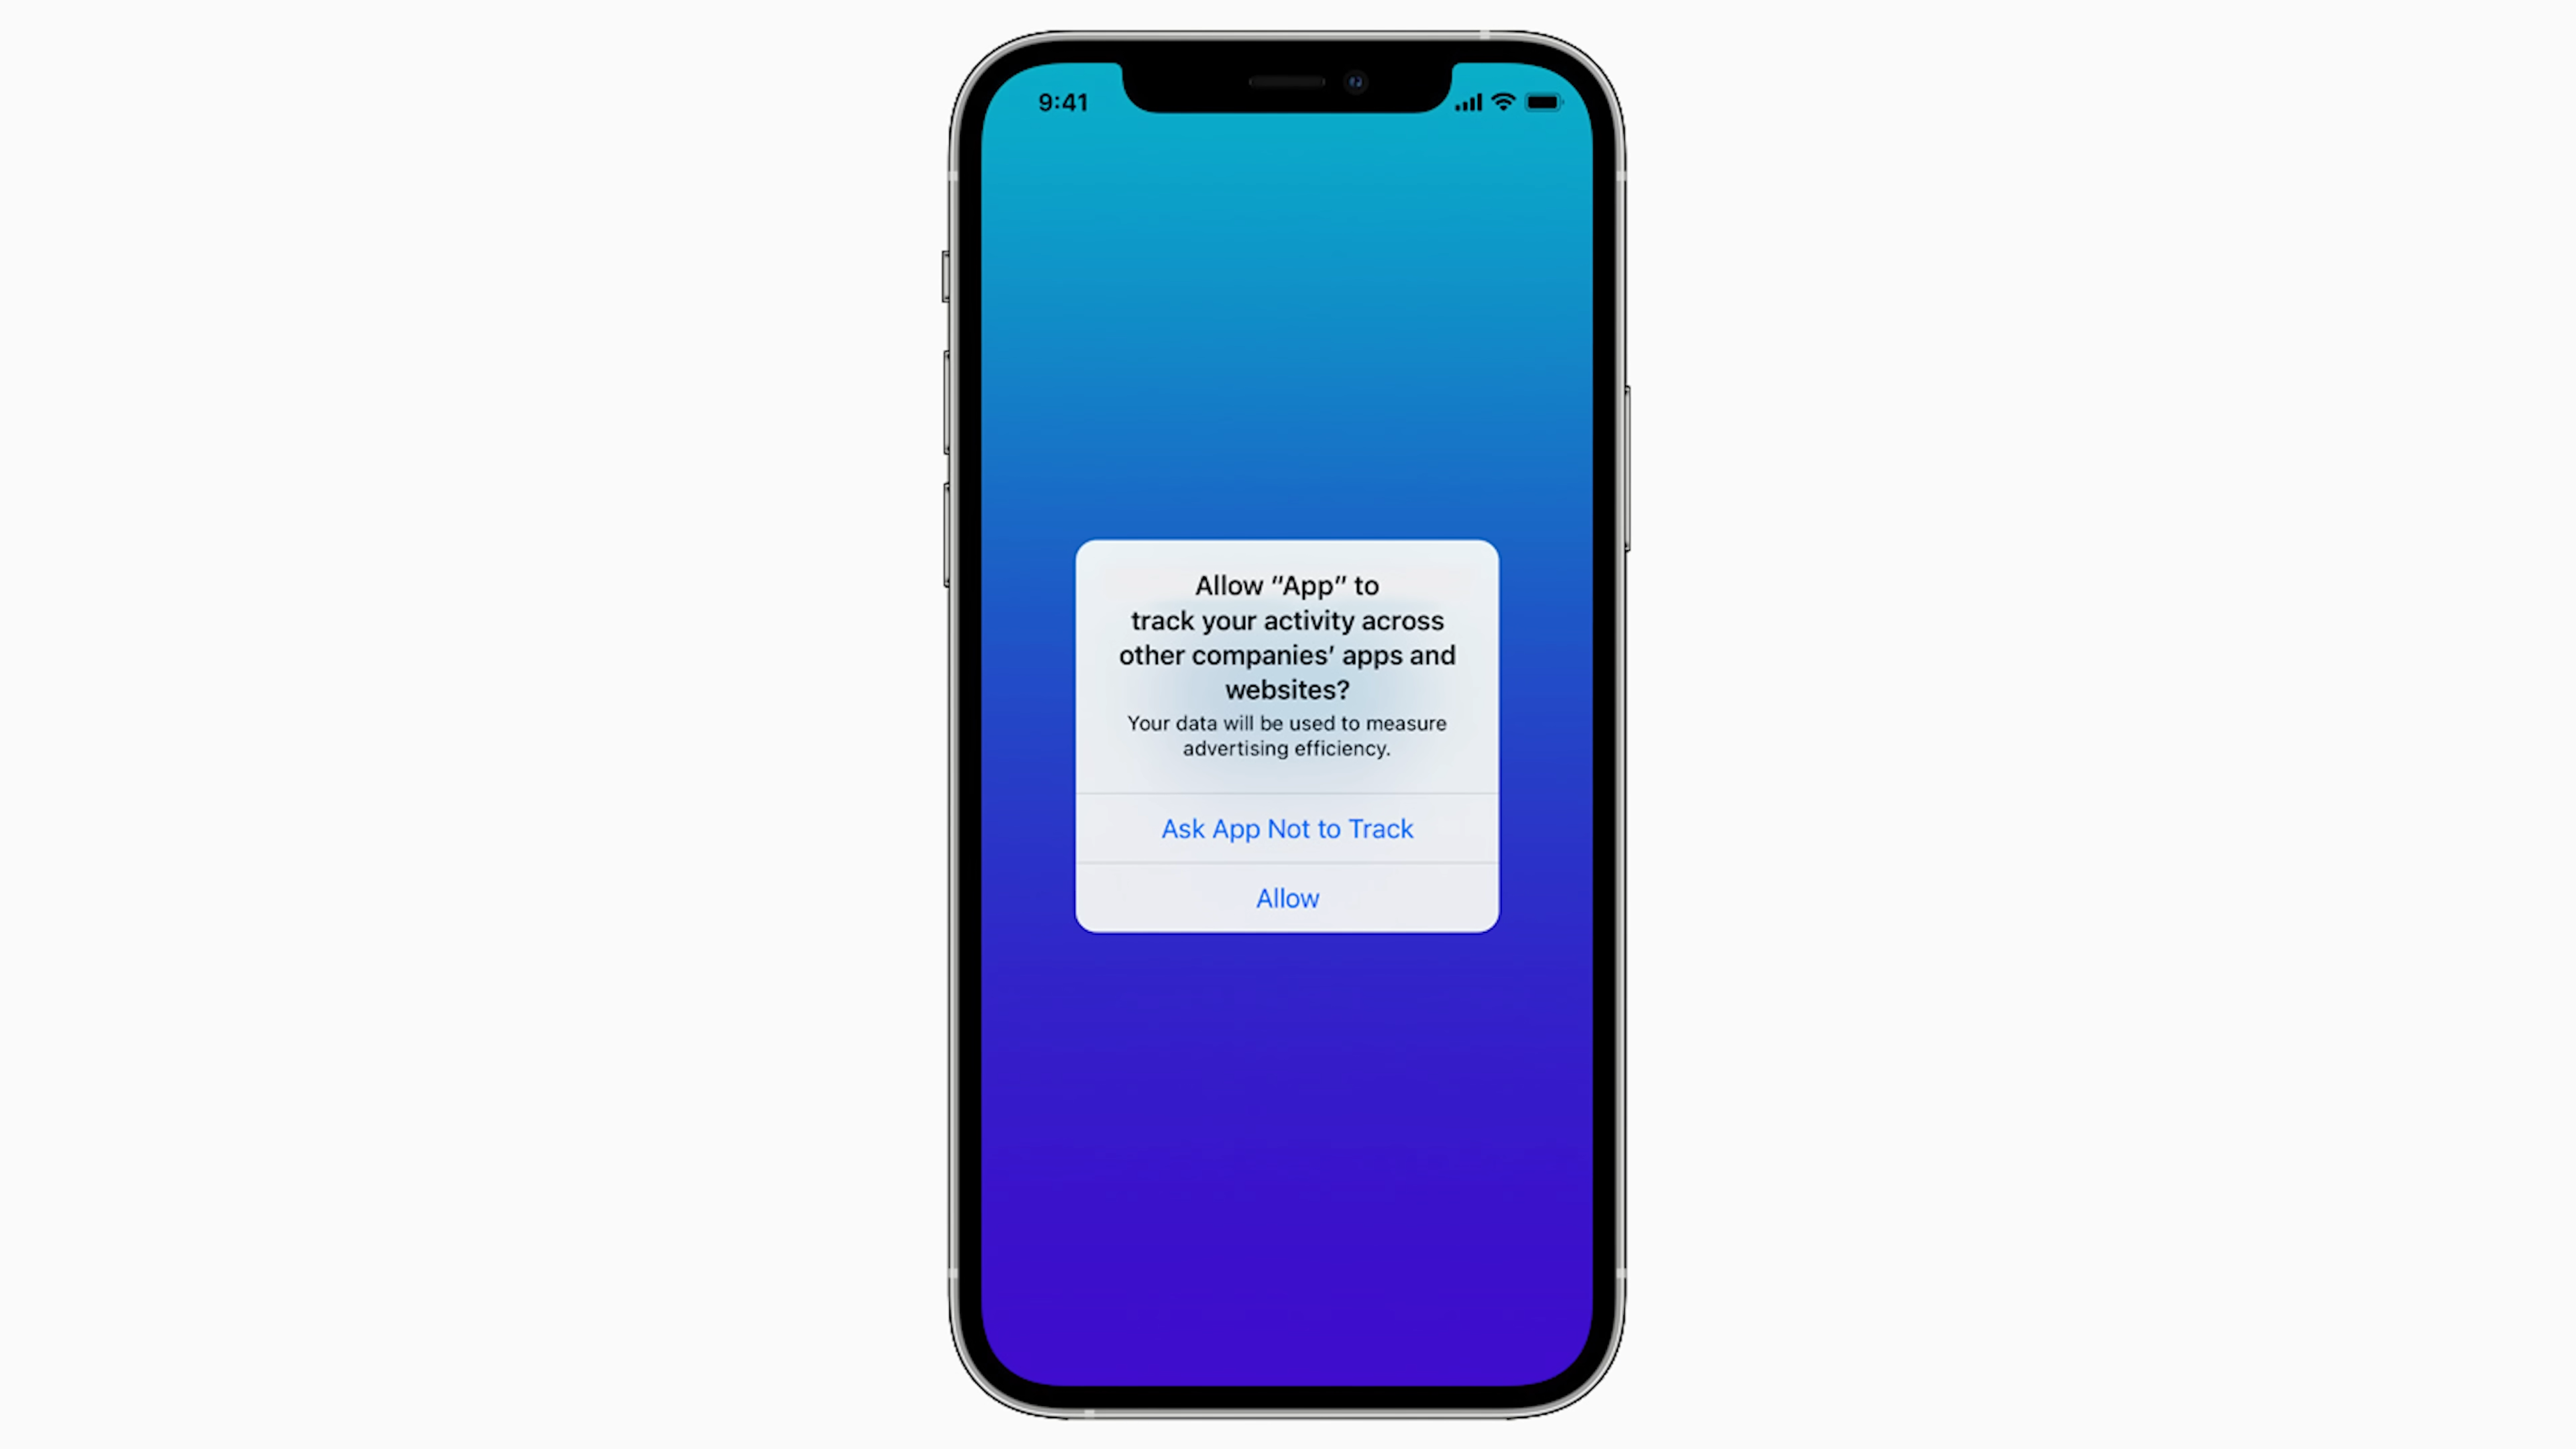 9:41
Allow “App” to
track your activity across
other companies’ apps and
websites?
Your data will be used to measure
advertising efficiency.
Ask App Not to Track
Allow